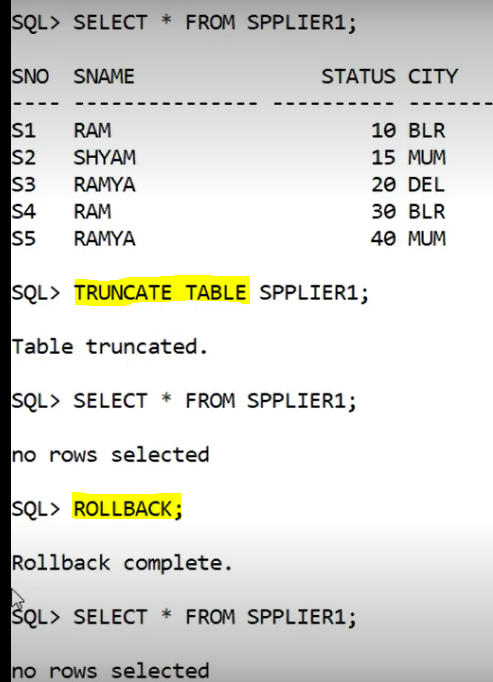 SQL> SELECT * FROM SPPLIER1;
SNO SNAME STATUS CITY
---- --------------- ---------- -------
S1 RAM 10 BLR
S2 SHYAM 15 MUM
S3 RAMYA 20 DEL
S4 RAM 30 BLR
S5 RAMYA 40 MUM
SQL> TRUNCATE TABLE SPPLIER1;
Table truncated.
SQL> SELECT * FROM SPPLIER1;
no rows selected
SQL> ROLLBACK;
Rollback complete.
SQL> SELECT * FROM SPPLIER1;
no rows selected